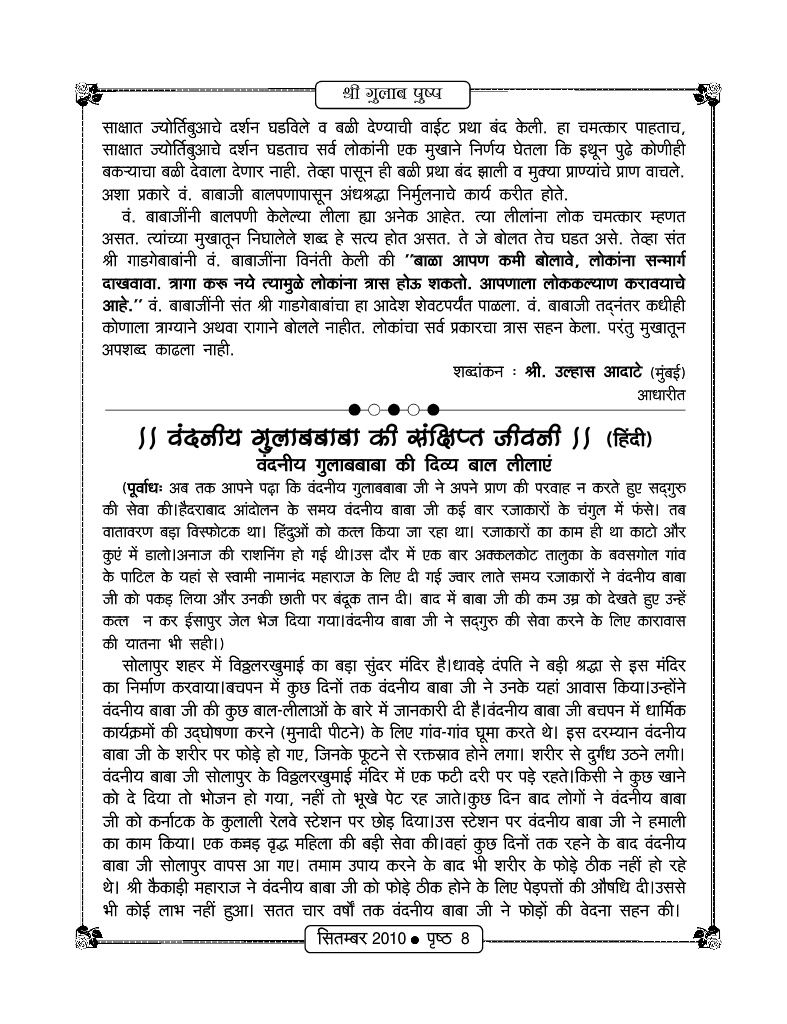 श्री गुलाब पुष्प
साक्षात ज्योर्तिबुआचे दर्शन घडविले व बळी देण्याची वाईट प्रथा बंद केली. हा चमत्कार पाहताच,
साक्षात ज्योर्तिबुआचे दर्शन घडताच सर्व लोकांनी एक मुखाने निर्णय घेतला कि इथून पुढे कोणीही
बकऱ्याचा बळी देवाला देणार नाही. तेव्हा पासून ही बळी प्रथा बंद झाली व मुक्या प्राण्यांचे प्राण वाचले.
अशा प्रकारे वं. बाबाजी बालपणापासून अंधश्रद्धा निर्मुलनाचे कार्य करीत होते.
वं. बाबाजींनी बालपणी केलेल्या लीला ह्या अनेक आहेत. त्या लीलांना लोक चमत्कार म्हणत
असत. त्यांच्या मुखातून निघालेले शब्द हे सत्य होत असत. ते जे बोलत तेच घडत असे. तेव्हा संत
श्री गाडगेबाबांनी वं. बाबाजींना विनंती केली की ''बाळा आपण कमी बोलावे, लोकांना सन्मार्ग
दाखवावा. त्रागा करू नये त्यामुळे लोकांना त्रास होऊ शकतो. आपणाला लोककल्याण करावयाचे
आहे.'' वं. बाबाजींनी संत श्री गाडगेबाबांचा हा आदेश शेवटपर्यंत पाळला. वं. बाबाजी तद्नंतर कधीही
कोणाला त्राग्याने अथवा रागाने बोलले नाहीत. लोकांचा सर्व प्रकारचा त्रास सहन केला. परंतु मुखातून
अपशब्द काढला नाही.
शब्दांकन : श्री. उल्हास आदाटे (मुंबई)
आधारीत
।। वंदनीय गुलाबबाबा की संक्षिप्त जीवनी ।। (हिंदी)
वंदनीय गुलाबबाबा की दिव्य बाल लीलाएं
(पूर्वाधः अब तक आपने पढ़ा कि वंदनीय गुलाबबाबा जी ने अपने प्राण की परवाह न करते हुए सद्गुरु
की सेवा की।हैदराबाद आंदोलन के समय वंदनीय बाबा जी कई बार रजाकारों के चंगुल में फंसे। तब
वातावरण बड़ा विस्फोटक था। हिंदुओं को कत्ल किया जा रहा था। रजाकारों का काम ही था काटो और
कुएं में डालो।अनाज की राशनिंग हो गई थी।उस दौर में एक बार अक्कलकोट तालुका के बवसगोल गांव
के पाटिल के यहां से स्वामी नामानंद महाराज के लिए दी गई ज्वार लाते समय रजाकारों ने वंदनीय बाबा
जी को पकड़ लिया और उनकी छाती पर बंदूक तान दी। बाद में बाबा जी की कम उम्र को देखते हुए उन्हें
कत्ल न कर ईसापुर जेल भेज दिया गया।वंदनीय बाबा जी ने सद्गुरु की सेवा करने के लिए कारावास
की यातना भी सही।)
सोलापुर शहर में विठ्ठलरखुमाई का बड़ा सुंदर मंदिर है।धावड़े दंपति ने बड़ी श्रद्धा से इस मंदिर
का निर्माण करवाया।बचपन में कुछ दिनों तक वंदनीय बाबा जी ने उनके यहां आवास किया।उन्होंने
वंदनीय बाबा जी की कुछ बाल-लीलाओं के बारे में जानकारी दी है।वंदनीय बाबा जी बचपन में धार्मिक
कार्यक्रमों की उद्घोषणा करने (मुनादी पीटने) के लिए गांव-गांव घूमा करते थे। इस दरम्यान वंदनीय
बाबा जी के शरीर पर फोड़े हो गए, जिनके फूटने से रक्तस्राव होने लगा। शरीर से दुर्गंध उठने लगी।
वंदनीय बाबा जी सोलापुर के विठ्ठलरखुमाई मंदिर में एक फटी दरी पर पड़े रहते।किसी ने कुछ खाने
को दे दिया तो भोजन हो गया, नहीं तो भूखे पेट रह जाते।कुछ दिन बाद लोगों ने वंदनीय बाबा
जी को कर्नाटक के कुलाली रेलवे स्टेशन पर छोड़ दिया।उस स्टेशन पर वंदनीय बाबा जी ने हमाली
का काम किया। एक कन्नड़ वृद्ध महिला की बड़ी सेवा की।वहां कुछ दिनों तक रहने के बाद वंदनीय
बाबा जी सोलापुर वापस आ गए। तमाम उपाय करने के बाद भी शरीर के फोड़े ठीक नहीं हो रहे
थे। श्री कैकाड़ी महाराज ने वंदनीय बाबा जी को फोड़े ठीक होने के लिए पेड़पत्तों की औषधि दी।उससे
भी कोई लाभ नहीं हुआ। सतत चार वर्षों तक वंदनीय बाबा जी ने फोड़ों की वेदना सहन की।
सितम्बर 2010 ● पृष्ठ 8